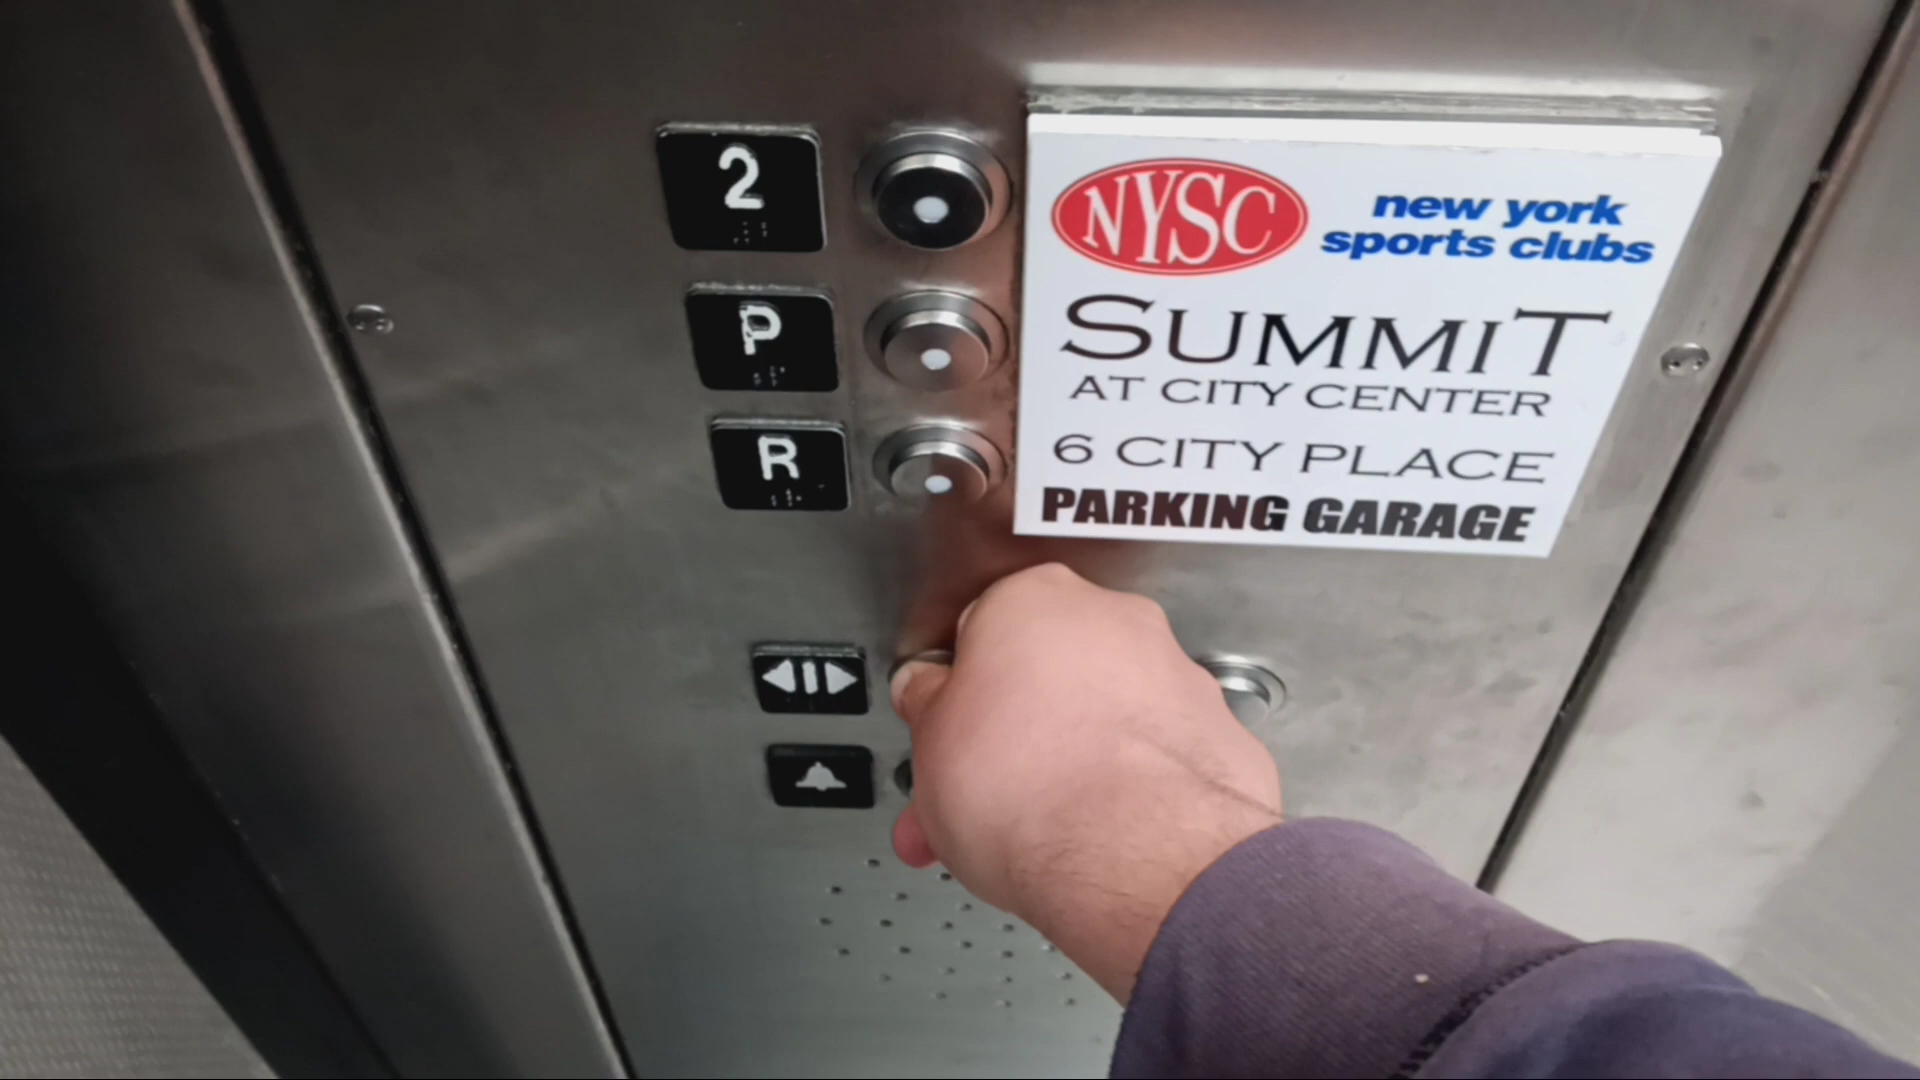 2
P
R
NYSC
new york
sports clubs
SUMMIT
AT CITY CENTER
6 CITY PLACE
PARKING GARAGE